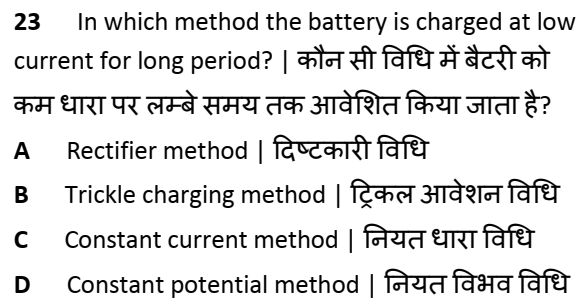 23 In which method the battery is charged at low
current for long period? | कौन सी विधि में बैटरी को
कम धारा पर लम्बे समय तक आवेशित किया जाता है?
A Rectifier method | दिष्टकारी विधि
B Trickle charging method | ट्रिकल आवेशन विधि
C Constant current method | नियत धारा विधि
D Constant potential method | नियत विभव विधि